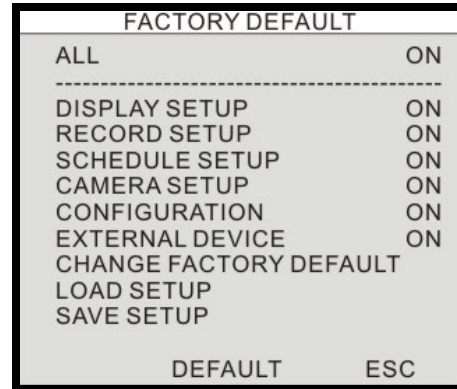 FACTORY DEFAULT
ALL ON
----------------------------------------
DISPLAY SETUP ON
RECORD SETUP ON
SCHEDULE SETUP ON
CAMERA SETUP ON
CONFIGURATION ON
EXTERNAL DEVICE ON
CHANGE FACTORY DEFAULT
LOAD SETUP
SAVE SETUP
DEFAULT ESC